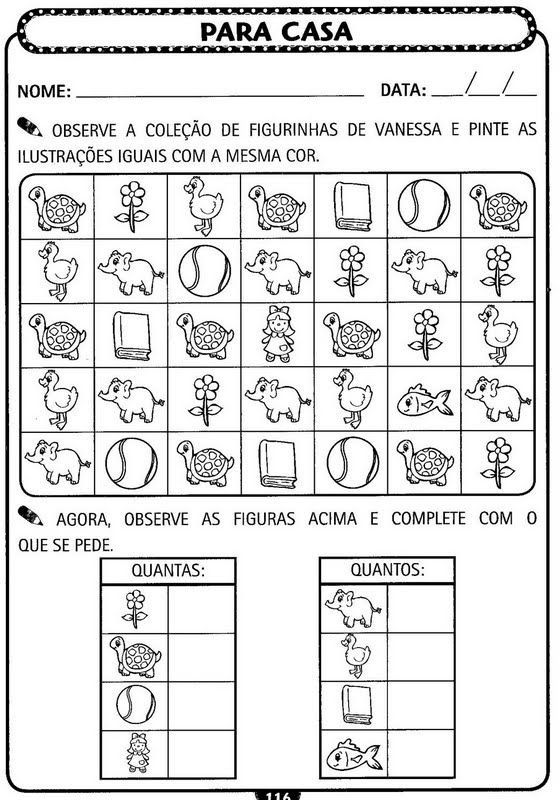 PARA CASA
NOME: DATA: ___/___/___
OBSERVE A COLEÇÃO DE FIGURINHAS DE VANESSA E PINTE AS
ILUSTRAÇÕES IGUAIS COM A MESMA COR.
AGORA, OBSERVE AS FIGURAS ACIMA E COMPLETE COM O
QUE SE PEDE.
QUANTAS:
QUANTOS:
116